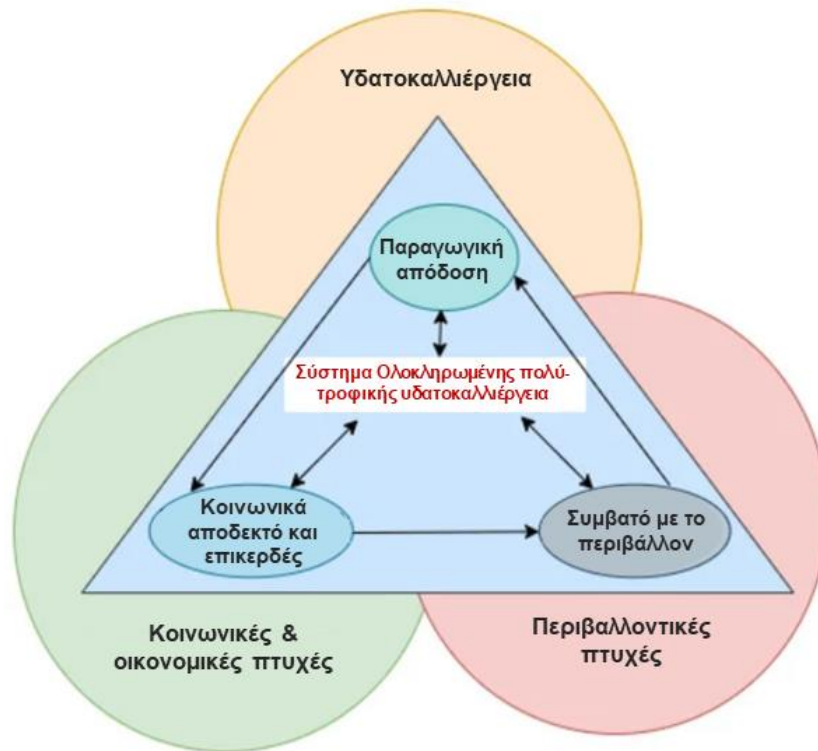 Υδατοκαλλιέργεια
Παραγωγική
απόδοση
Σύστημα Ολοκληρωμένης πολύ-
τροφικής υδατοκαλλιέργεια
Κοινωνικά
αποδεκτό και
επικερδές
Συμβατό με το
περιβάλλον
Κοινωνικές &
οικονομικές πτυχές
Περιβαλλοντικές
πτυχές